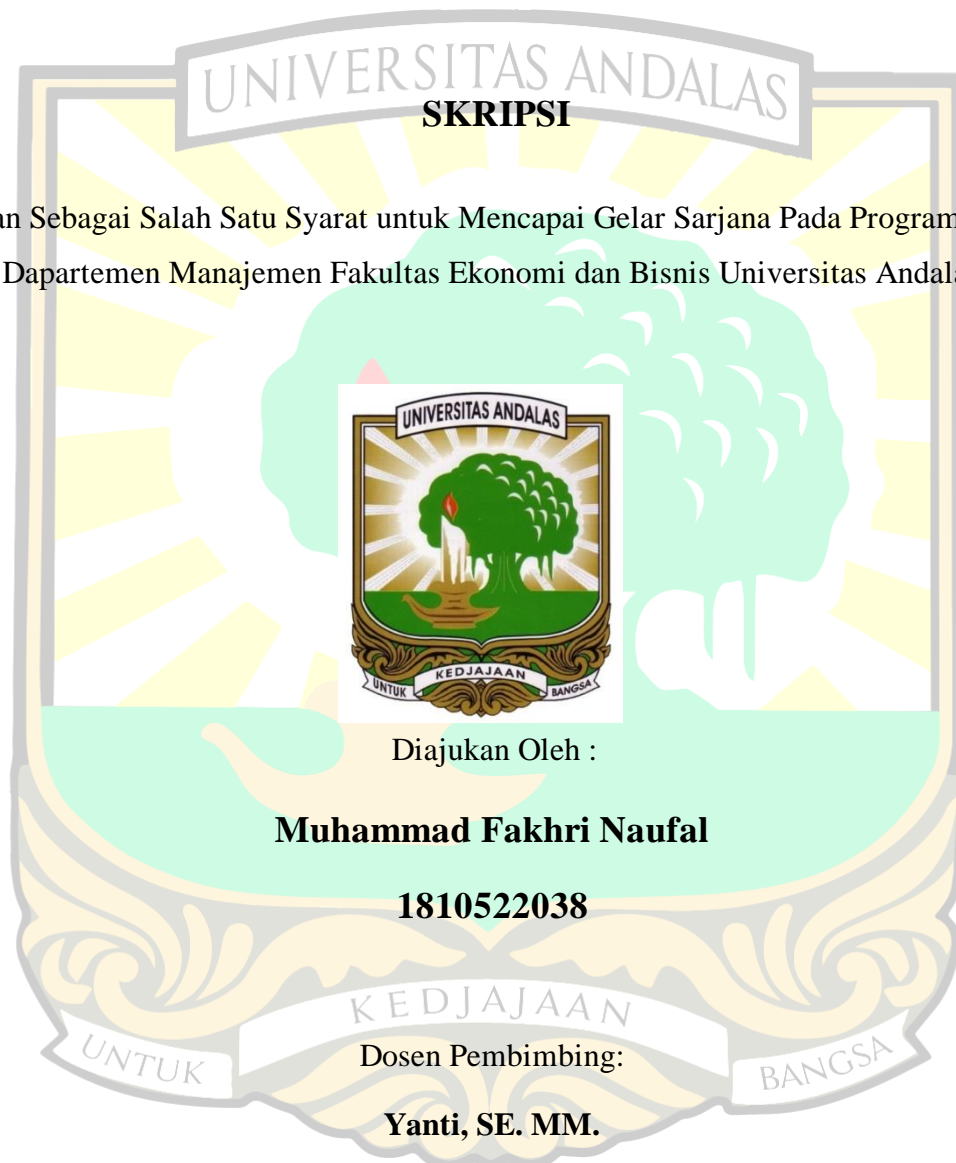 UNIVERSITAS ANDALAS
SKRIPSI
an Sebagai Salah Satu Syarat untuk Mencapai Gelar Sarjana Pada Program
Dapartemen Manajemen Fakultas Ekonomi dan Bisnis Universitas Andala
UNIVERSITAS ANDALAS
UNTUK KEDJAJAAN BANGSA
Diajukan Oleh :
Muhammad Fakhri Naufal
1810522038
UNTUK KEDJAJAAN BANGSA
Dosen Pembimbing:
Yanti, SE. MM.